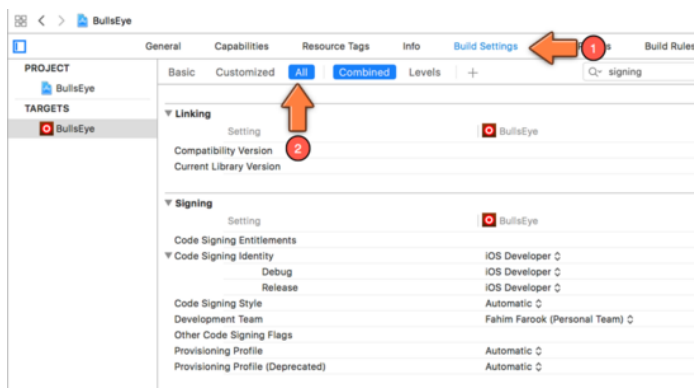 BullsEye
General Capabilities Resource Tags Info Build Settings 1 Build Rules
PROJECT
BullsEye
TARGETS
BullsEye
Basic Customized All Combined Levels + signing
2
Linking
Setting BullsEye
Compatibility Version
Current Library Version
Signing
Setting BullsEye
Code Signing Entitlements
Code Signing Identity iOS Developer
Debug iOS Developer
Release iOS Developer
Code Signing Style Automatic
Development Team Fahim Farook (Personal Team)
Other Code Signing Flags
Provisioning Profile Automatic
Provisioning Profile (Deprecated) Automatic